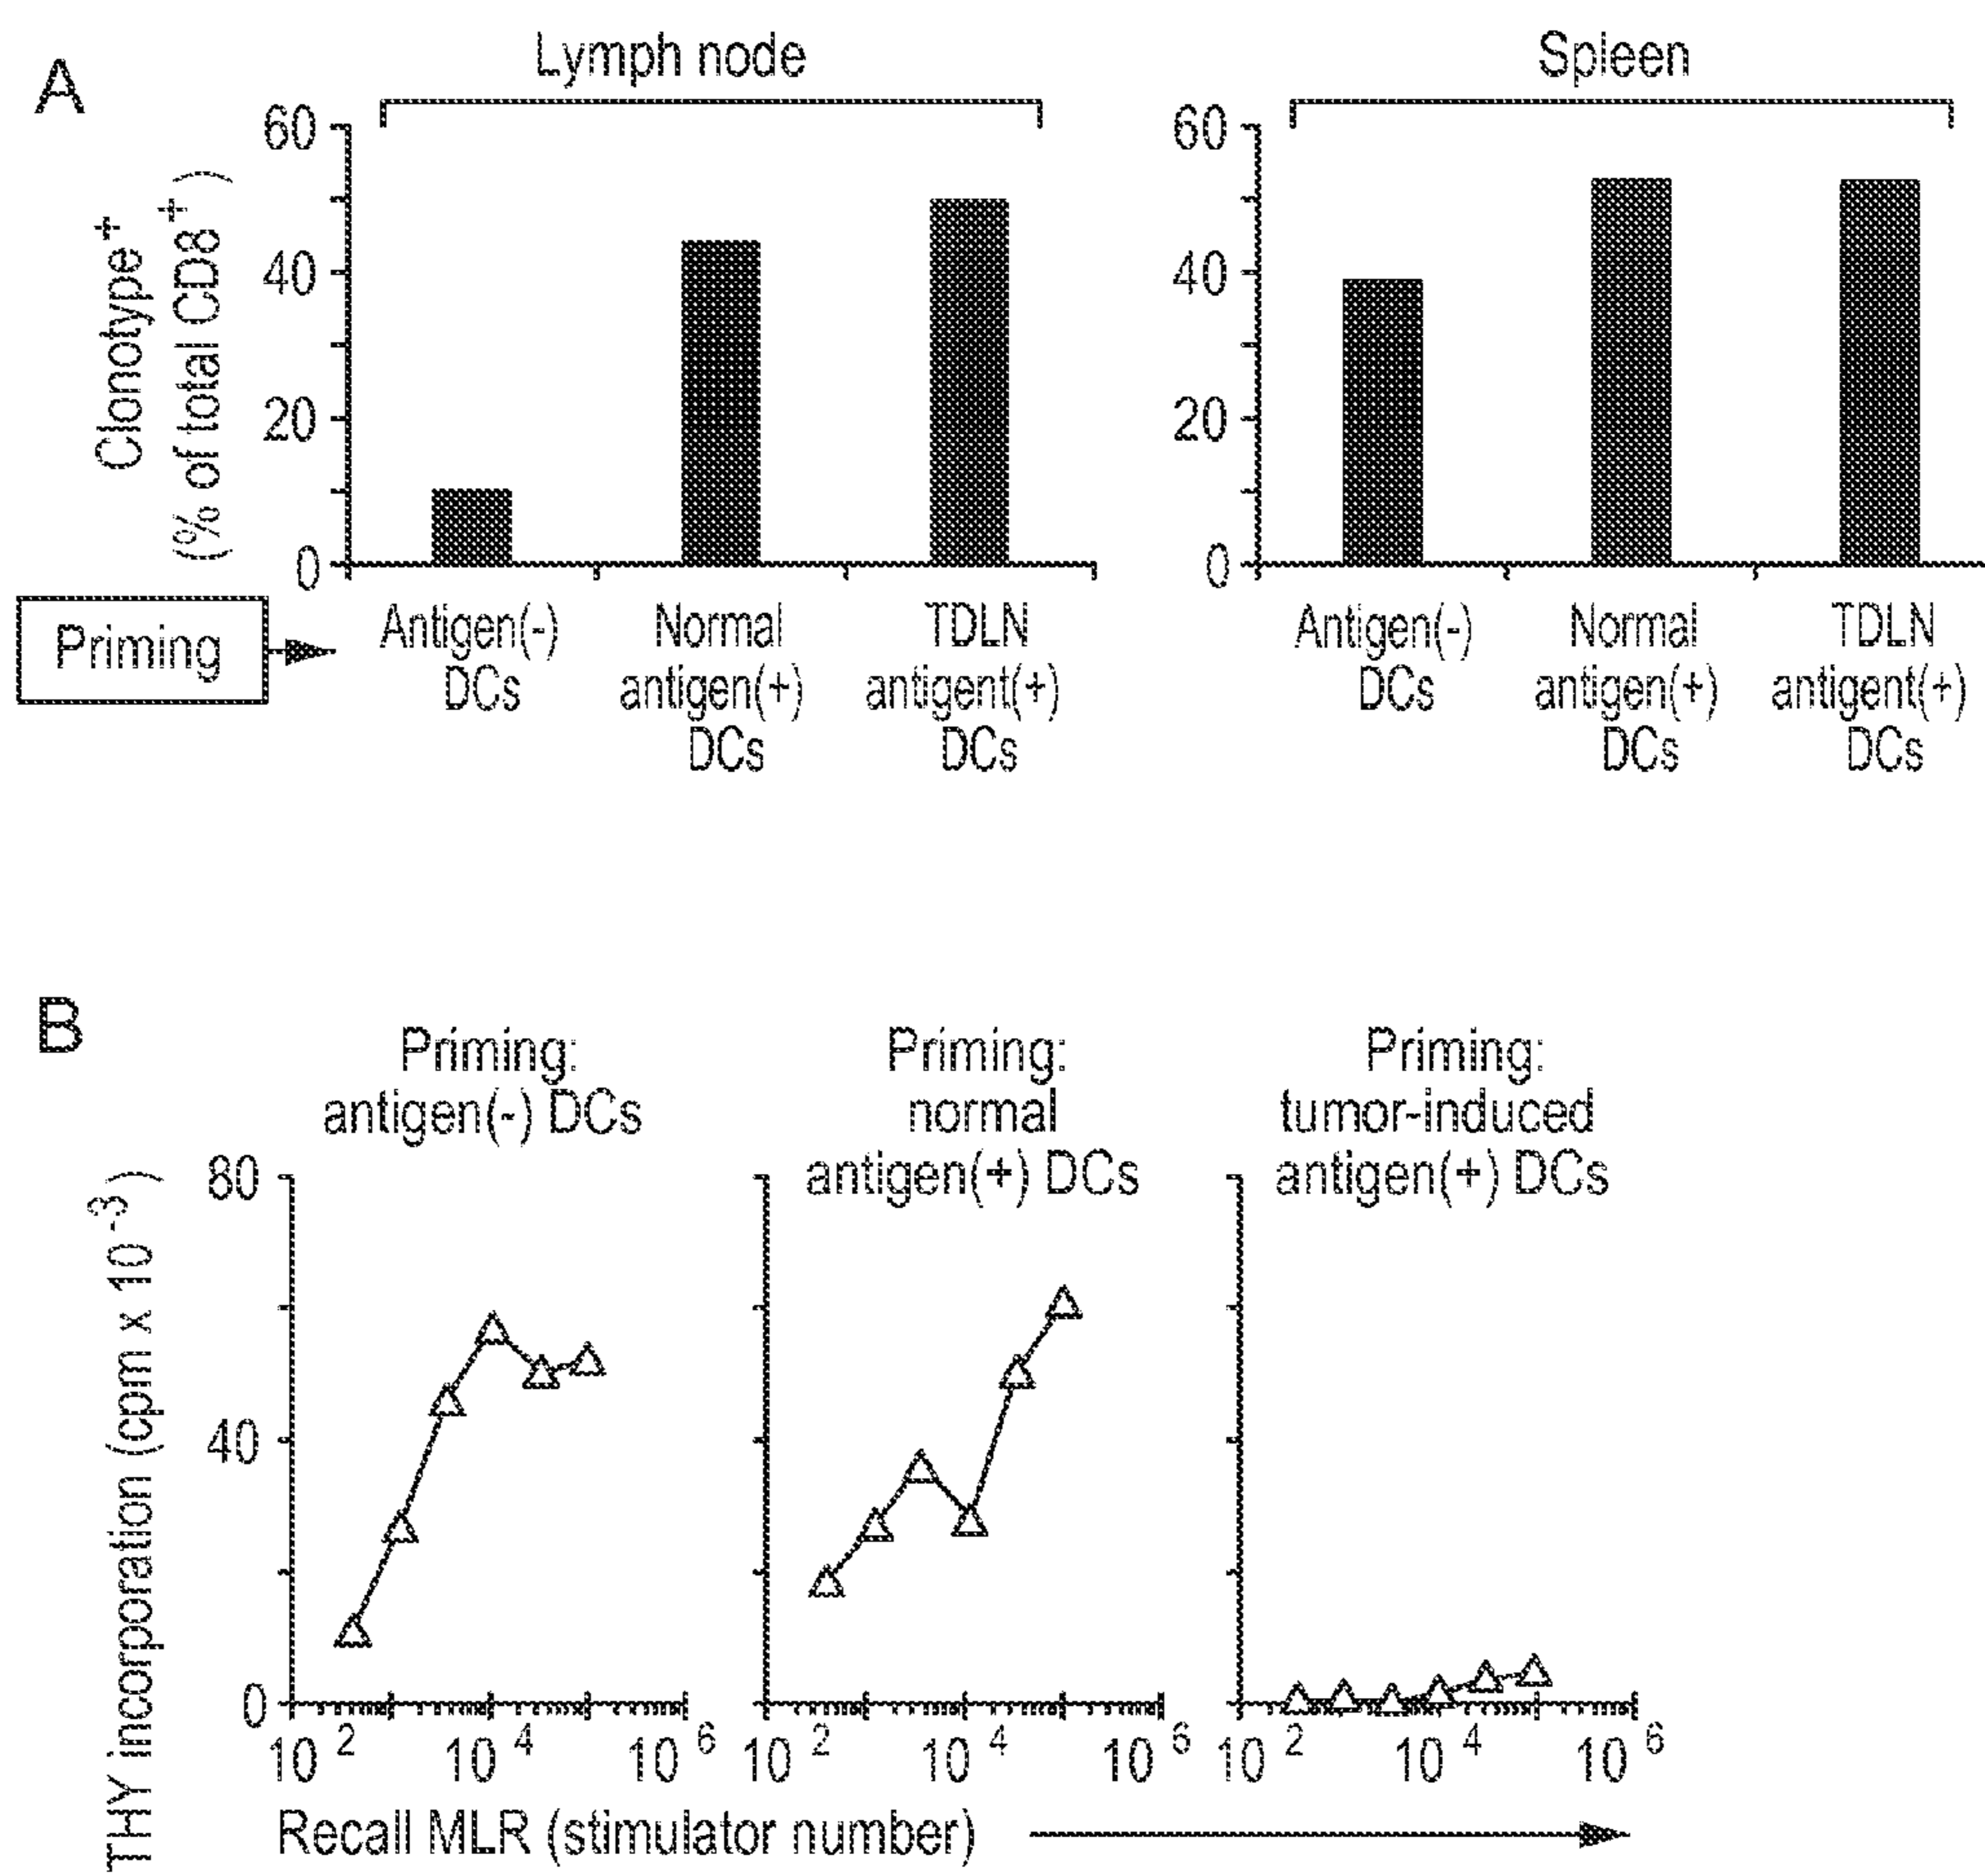 A
Lymph node
Spleen
Clonotype+
(% of total CD8+)
60
40
20
0
60
40
20
0
Priming
Antigen(-)
DCs
Normal
antigen(+)
DCs
TDLN
antigent(+)
DCs
Antigen(-)
DCs
Normal
antigen(+)
DCs
TDLN
antigent(+)
DCs
B
Priming:
antigen(-) DCs
Priming:
normal
antigen(+) DCs
Priming:
tumor-induced
antigen(+) DCs
THY incorporation (cpm x 10-3)
80
40
0
10 2 10 4 10 6
10 2 10 4 10 6
10 2 10 4 10 6
Recall MLR (stimulator number)